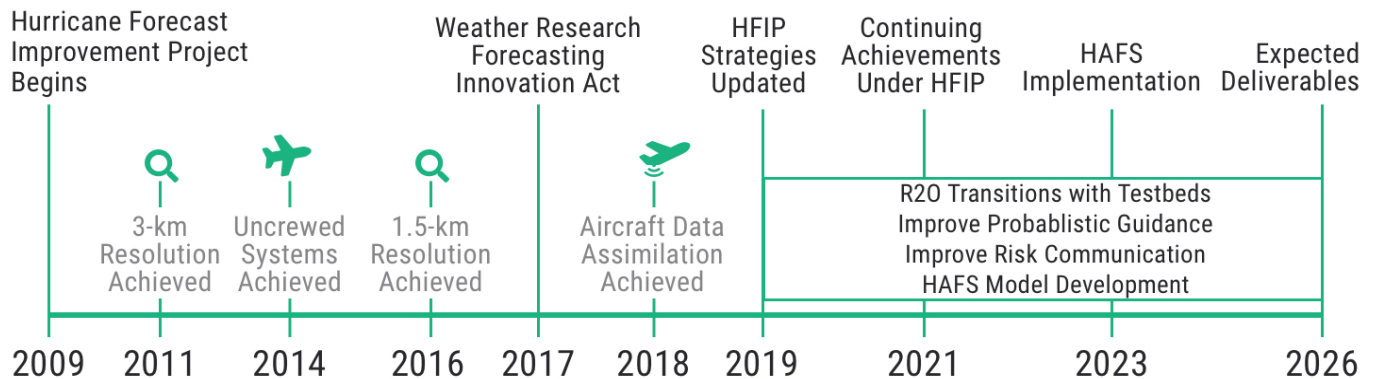 Hurricane Forecast
Improvement Project
Begins
Weather Research
Forecasting
Innovation Act
HFIP
Strategies
Updated
Continuing
Achievements
Under HFIP
HAFS
Implementation
Expected
Deliverables
3-km
Resolution
Achieved
Uncrewed
Systems
Achieved
1.5-km
Resolution
Achieved
Aircraft Data
Assimilation
Achieved
R2O Transitions with Testbeds
Improve Probablistic Guidance
Improve Risk Communication
HAFS Model Development
2009
2011
2014
2016
2017
2018
2019
2021
2023
2026